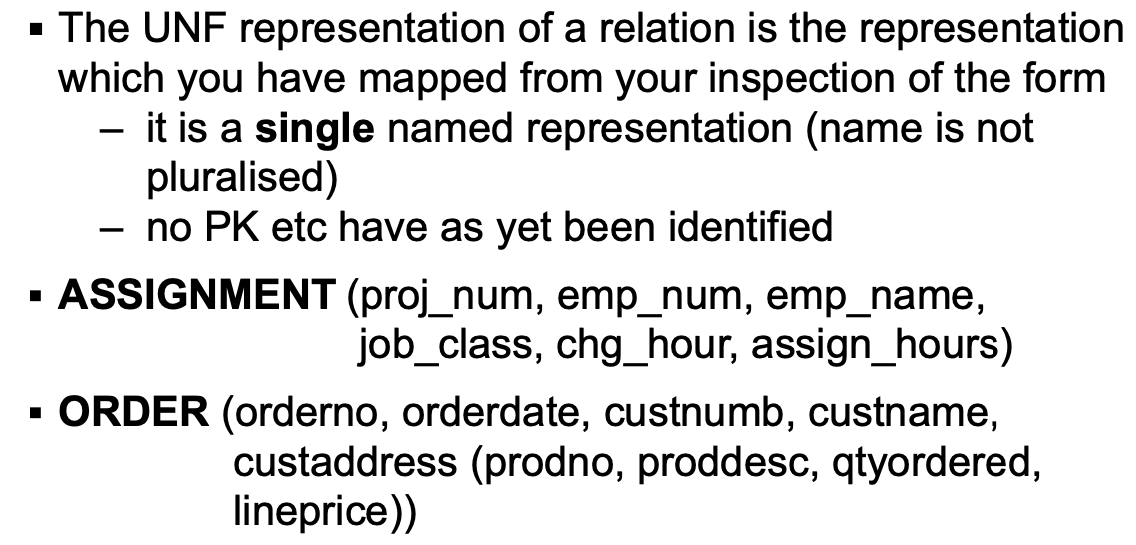 ▪ The UNF representation of a relation is the representation
which you have mapped from your inspection of the form
– it is a single named representation (name is not
pluralised)
– no PK etc have as yet been identified
▪ ASSIGNMENT (proj_num, emp_num, emp_name,
job_class, chg_hour, assign_hours)
▪ ORDER (orderno, orderdate, custnumb, custname,
custaddress (prodno, proddesc, qtyordered,
lineprice))